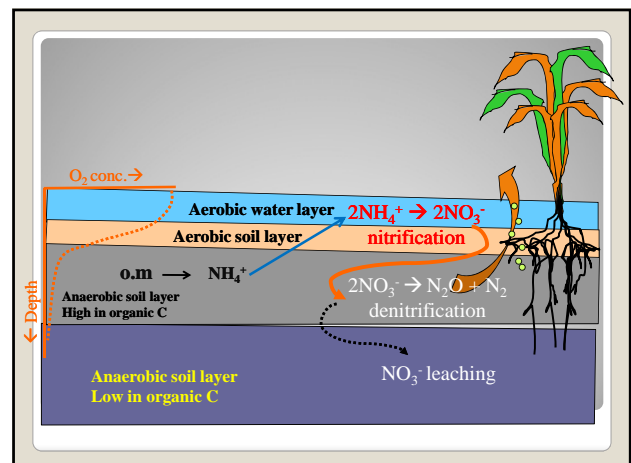 O₂ conc.→
Aerobic water layer
2NH₄⁺ → 2NO₃⁻
nitrification
Aerobic soil layer
o.m → NH₄⁺
Anaerobic soil layer
High in organic C
2NO₃⁻ → N₂O + N₂
denitrification
← Depth
Anaerobic soil layer
Low in organic C
NO₃⁻ leaching